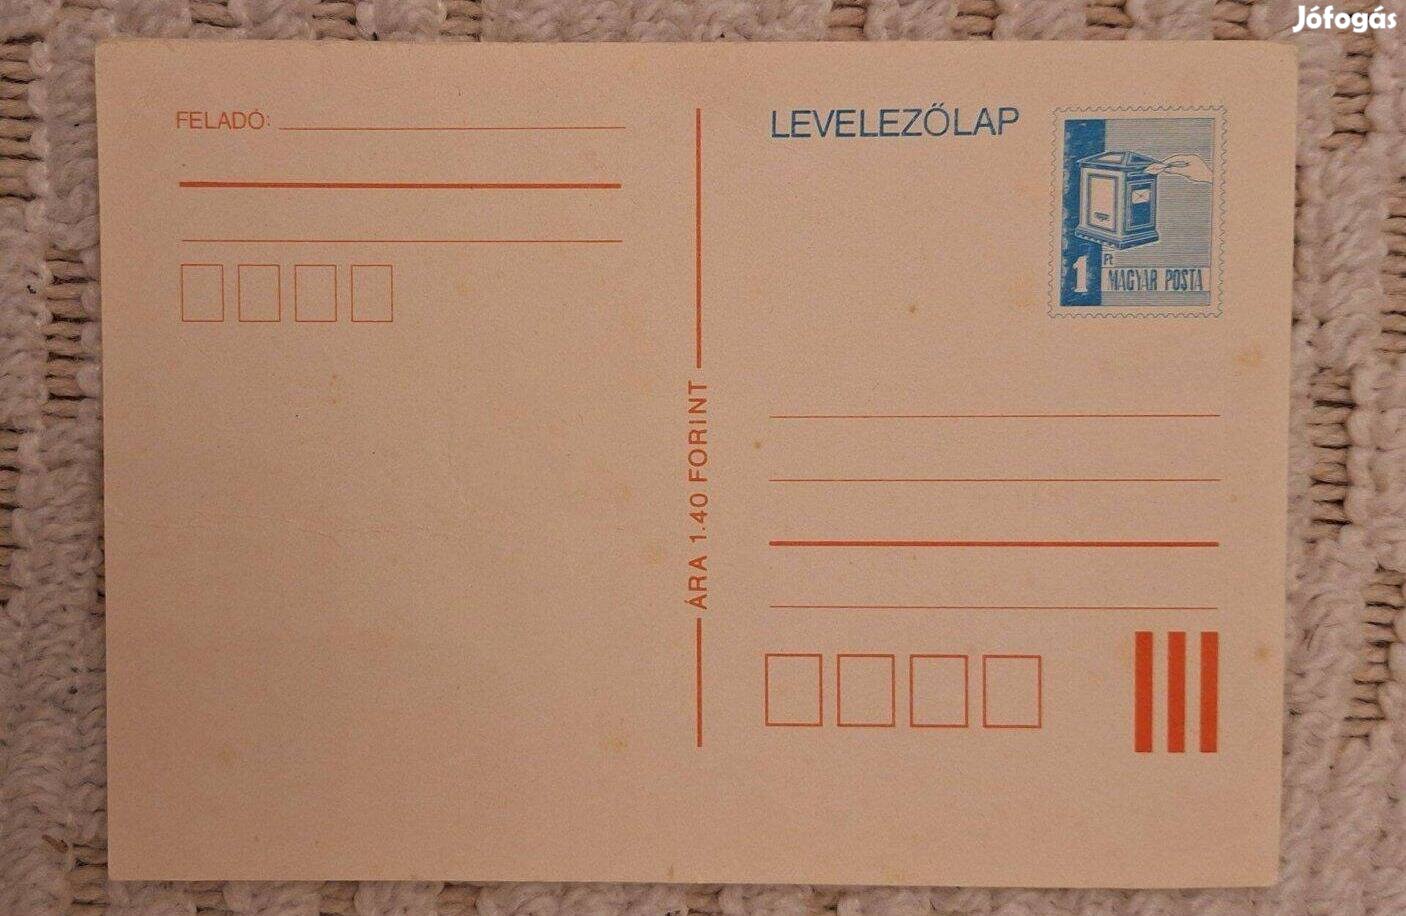 Jófogás
FELADÓ:
LEVELEZŐLAP
1 Ft
MAGYAR POSTA
ÁRA 1.40 FORINT